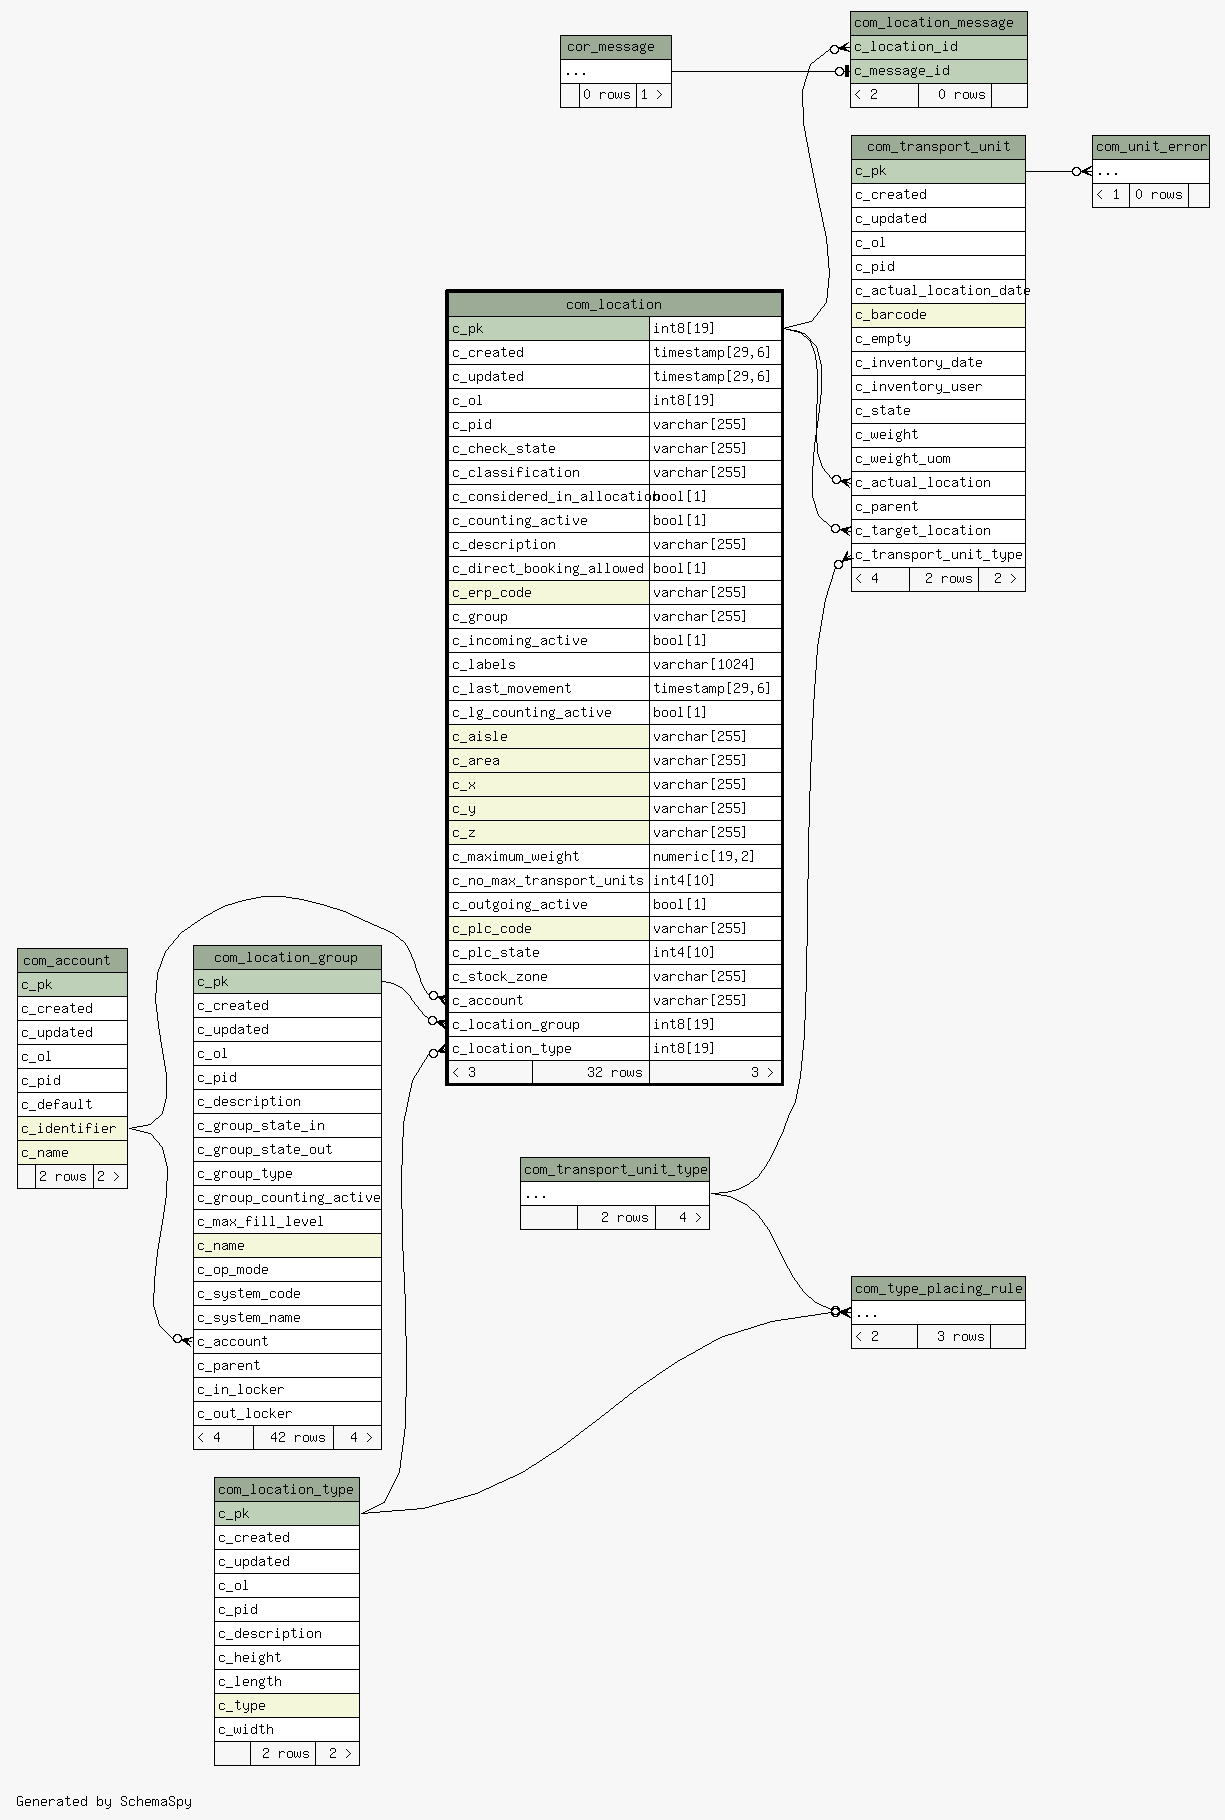 com_location_message
c_location_id
c_message_id
< 2 0 rows
cor_message
...
0 rows 1 >
com_transport_unit
c_pk
c_created
c_updated
c_ol
c_pid
c_actual_location_date
c_barcode
c_empty
c_inventory_date
c_inventory_user
c_state
c_weight
c_weight_uom
c_actual_location
c_parent
c_target_location
c_transport_unit_type
< 4 2 rows 2 >
com_unit_error
...
< 1 0 rows
com_location
c_pk int8[19]
c_created timestamp[29,6]
c_updated timestamp[29,6]
c_ol int8[19]
c_pid varchar[255]
c_check_state varchar[255]
c_classification varchar[255]
c_considered_in_allocation bool[1]
c_counting_active bool[1]
c_description varchar[255]
c_direct_booking_allowed bool[1]
c_erp_code varchar[255]
c_group varchar[255]
c_incoming_active bool[1]
c_labels varchar[1024]
c_last_movement timestamp[29,6]
c_lg_counting_active bool[1]
c_aisle varchar[255]
c_area varchar[255]
c_x varchar[255]
c_y varchar[255]
c_z varchar[255]
c_maximum_weight numeric[19,2]
c_no_max_transport_units int4[10]
c_outgoing_active bool[1]
c_plc_code varchar[255]
c_plc_state int4[10]
c_stock_zone varchar[255]
c_account varchar[255]
c_location_group int8[19]
c_location_type int8[19]
< 3 32 rows 3 >
com_account
c_pk
c_created
c_updated
c_ol
c_pid
c_default
c_identifier
c_name
2 rows 2 >
com_location_group
c_pk
c_created
c_updated
c_ol
c_pid
c_description
c_group_state_in
c_group_state_out
c_group_type
c_group_counting_active
c_max_fill_level
c_name
c_op_mode
c_system_code
c_system_name
c_account
c_parent
c_in_locker
c_out_locker
< 4 42 rows 4 >
com_transport_unit_type
...
2 rows 4 >
com_type_placing_rule
...
< 2 3 rows
com_location_type
c_pk
c_created
c_updated
c_ol
c_pid
c_description
c_height
c_length
c_type
c_width
2 rows 2 >
Generated by SchemaSpy